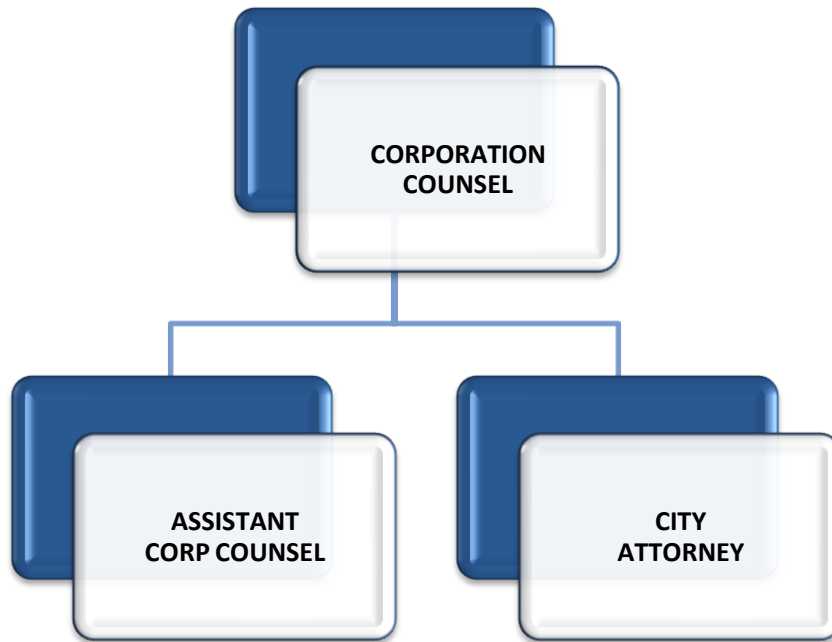 CORPORATION
COUNSEL
ASSISTANT
CORP COUNSEL
CITY
ATTORNEY